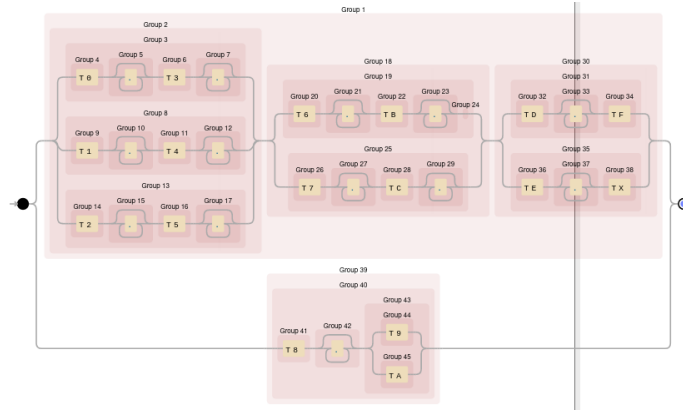 Group 1
Group 2
Group 3
Group 4 Group 5 Group 6 Group 7
T 0 . T 3 .
Group 8
Group 9 Group 10 Group 11 Group 12
T 1 . T 4 .
Group 13
Group 14 Group 15 Group 16 Group 17
T 2 . T 5 .
Group 18
Group 19
Group 20 Group 21 Group 22 Group 23 Group 24
T 6 . T B .
Group 25
Group 26 Group 27 Group 28 Group 29
T 7 . T C .
Group 30
Group 31
Group 32 Group 33 Group 34
T D . T F
Group 35
Group 36 Group 37 Group 38
T E . T X
Group 39
Group 40
Group 41 Group 42
T 8 .
Group 43
Group 44
T 9
Group 45
T A